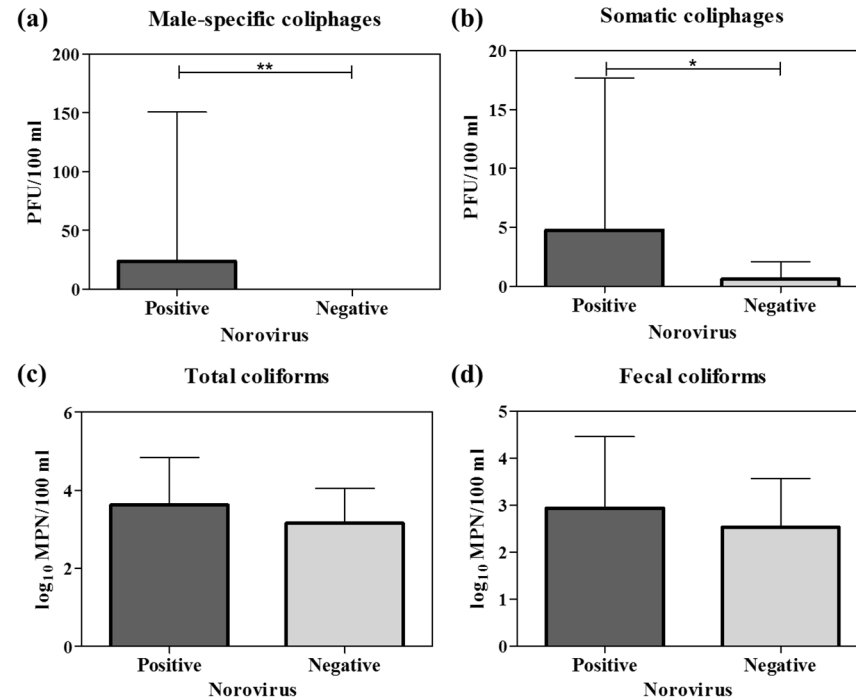 (a) Male-specific coliphages
200
150
100
50
0
PFU/100 ml
**
Positive Negative
Norovirus
(b) Somatic coliphages
20
15
10
5
0
PFU/100 ml
*
Positive Negative
Norovirus
(c) Total coliforms
6
4
2
0
log10 MPN/100 ml
Positive Negative
Norovirus
(d) Fecal coliforms
5
4
3
2
1
0
log10 MPN/100 ml
Positive Negative
Norovirus